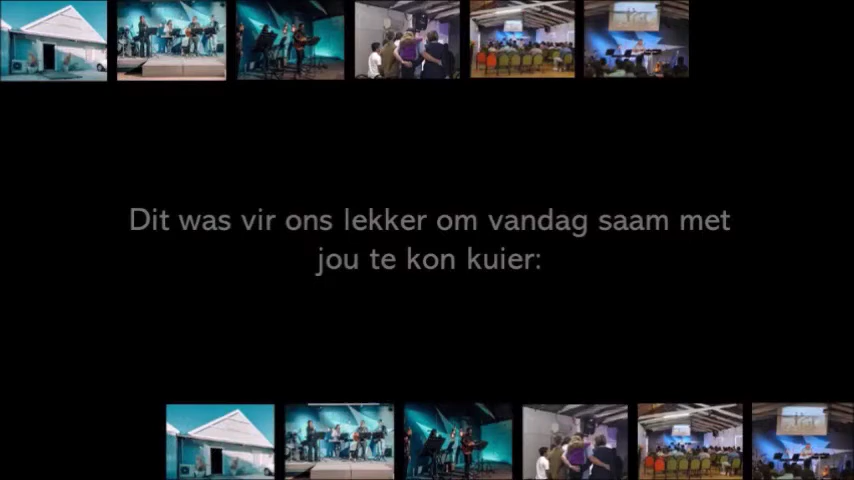 Dit was vir ons lekker om vandag saam met
jou te kon kuier: